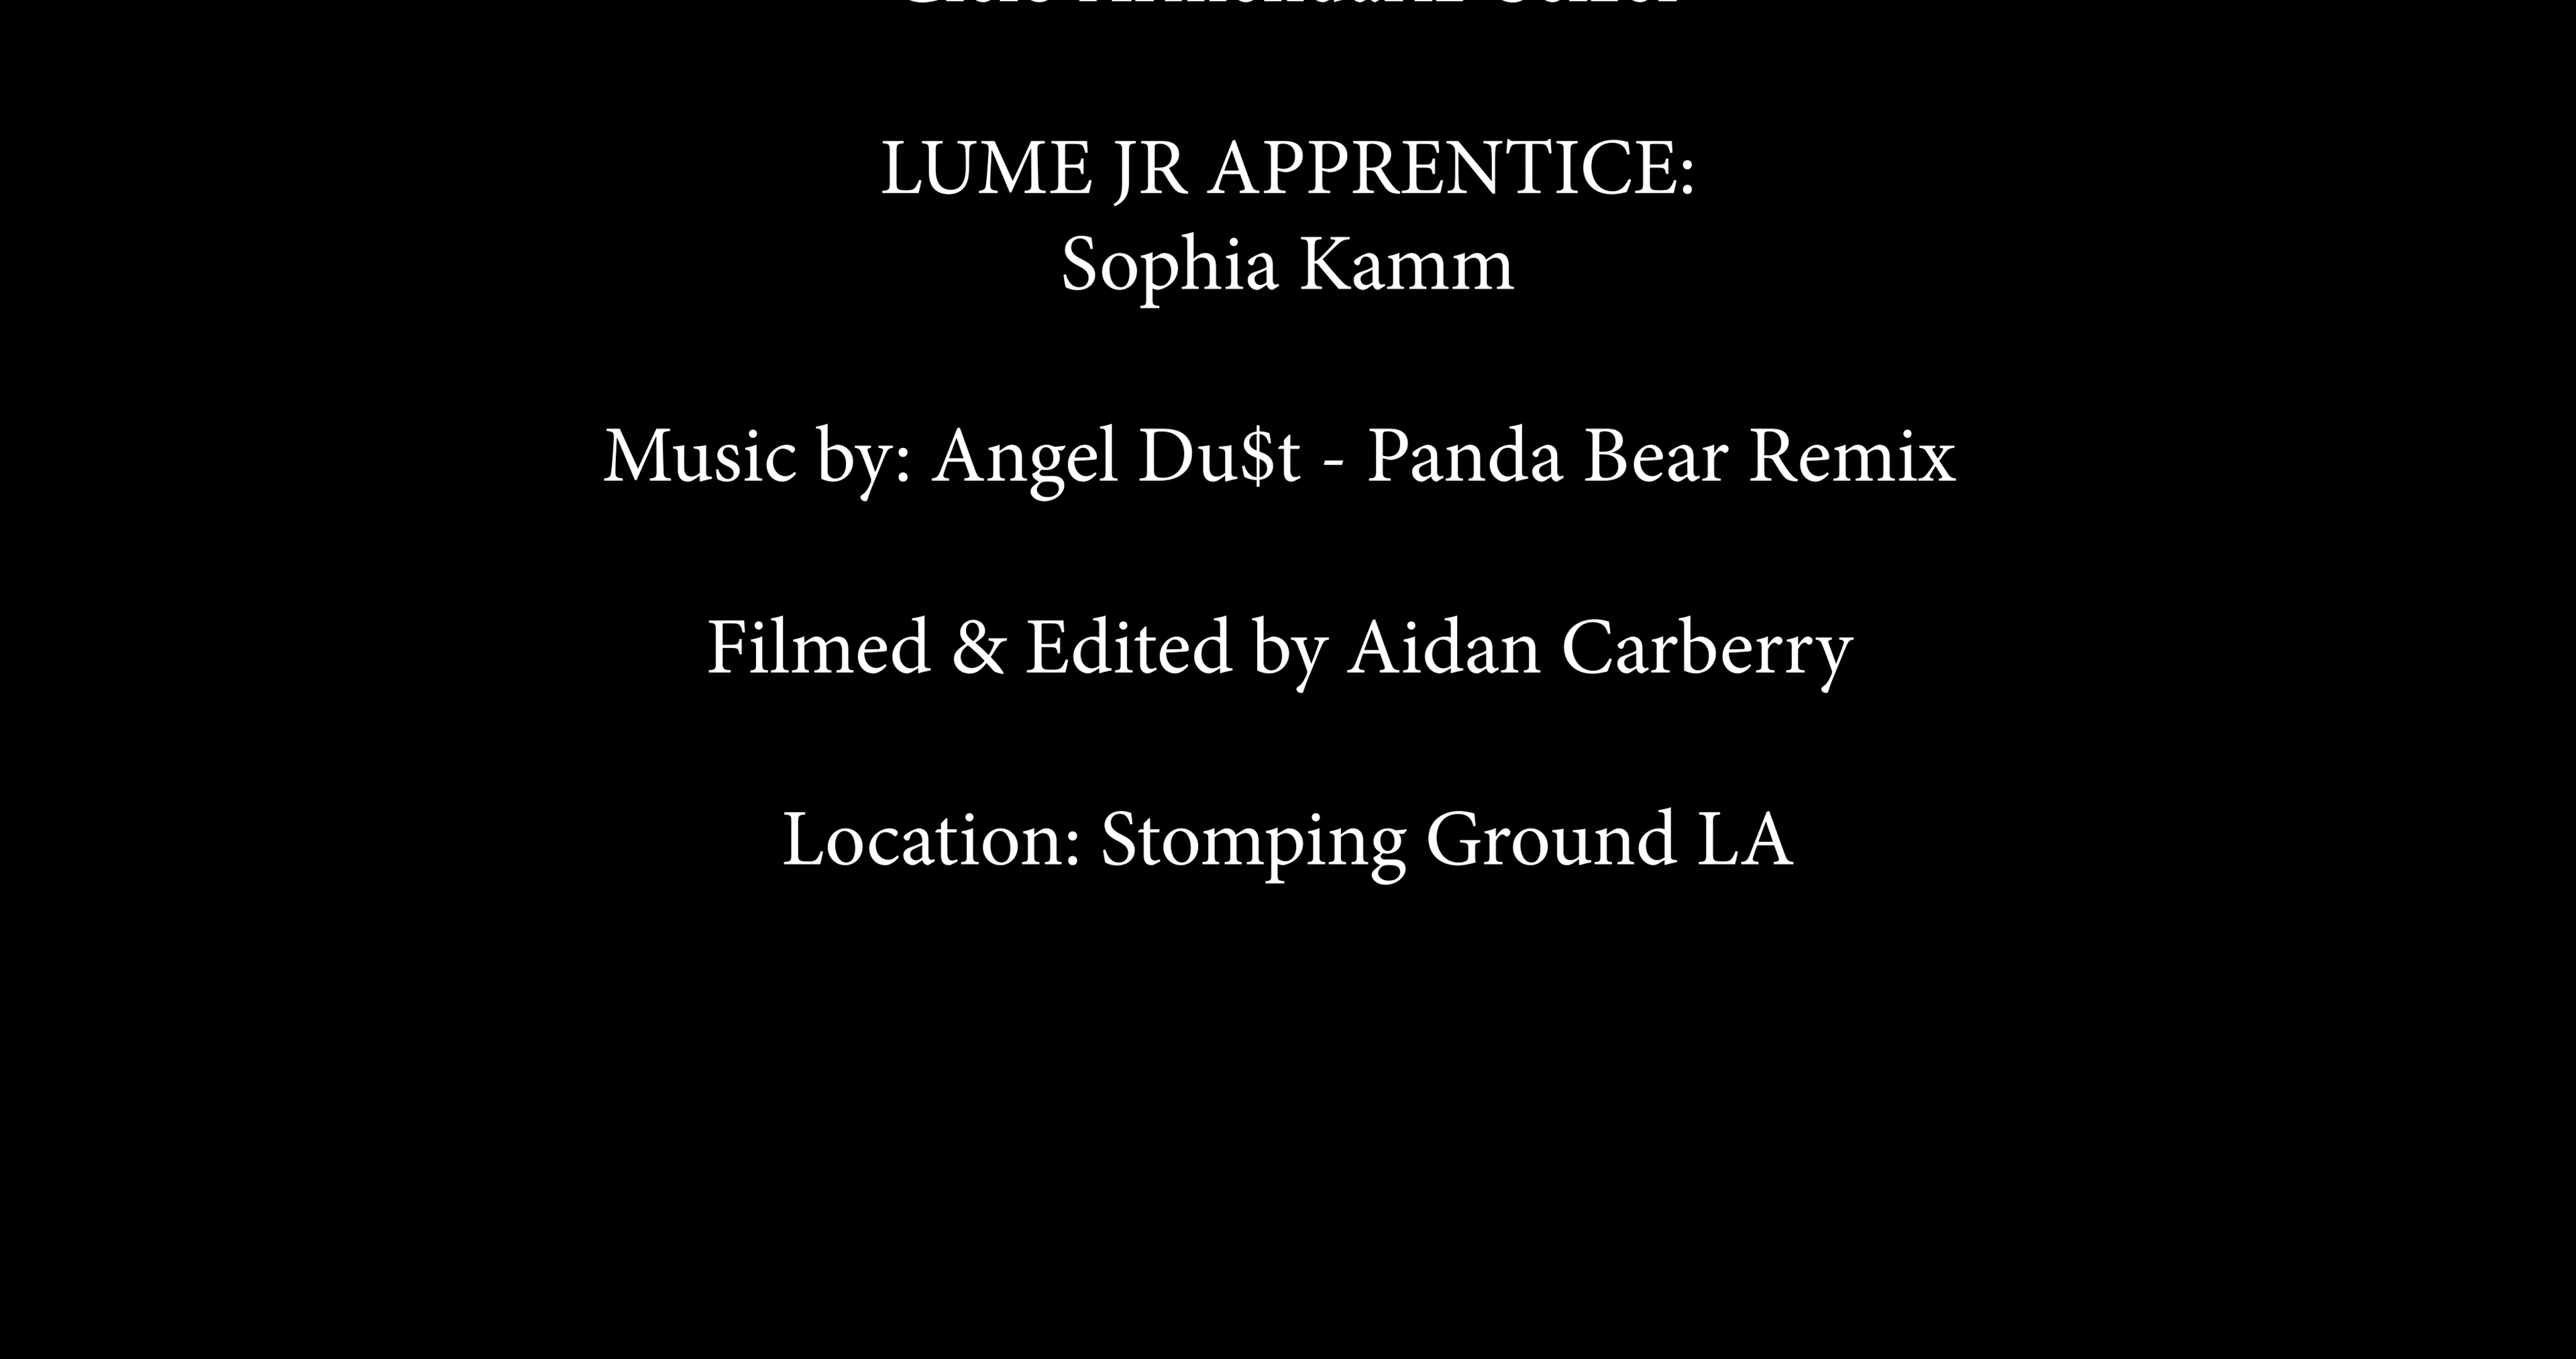 LUME JR APPRENTICE:
Sophia Kamm
Music by: Angel Du$t - Panda Bear Remix
Filmed & Edited by Aidan Carberry
Location: Stomping Ground LA